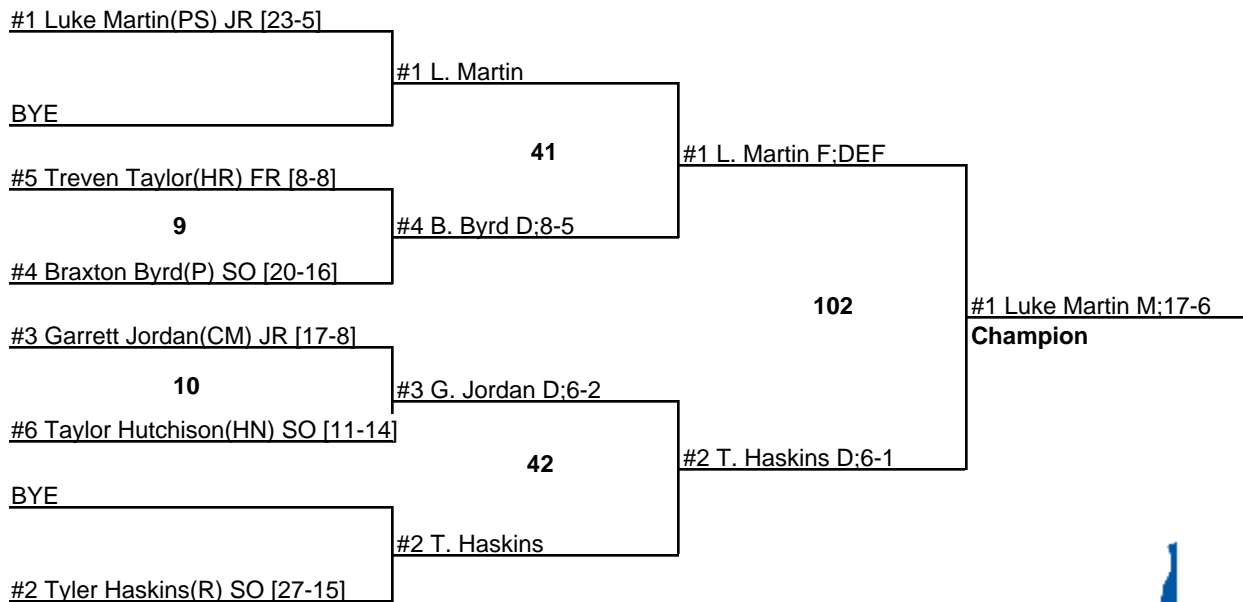 #1 Luke Martin(PS) JR [23-5]
#1 L. Martin
BYE
41
#1 L. Martin F;DEF
#5 Treven Taylor(HR) FR [8-8]
9
#4 B. Byrd D;8-5
#4 Braxton Byrd(P) SO [20-16]
102
#1 Luke Martin M;17-6
Champion
#3 Garrett Jordan(CM) JR [17-8]
10
#3 G. Jordan D;6-2
#6 Taylor Hutchison(HN) SO [11-14]
42
#2 T. Haskins D;6-1
BYE
#2 T. Haskins
#2 Tyler Haskins(R) SO [27-15]